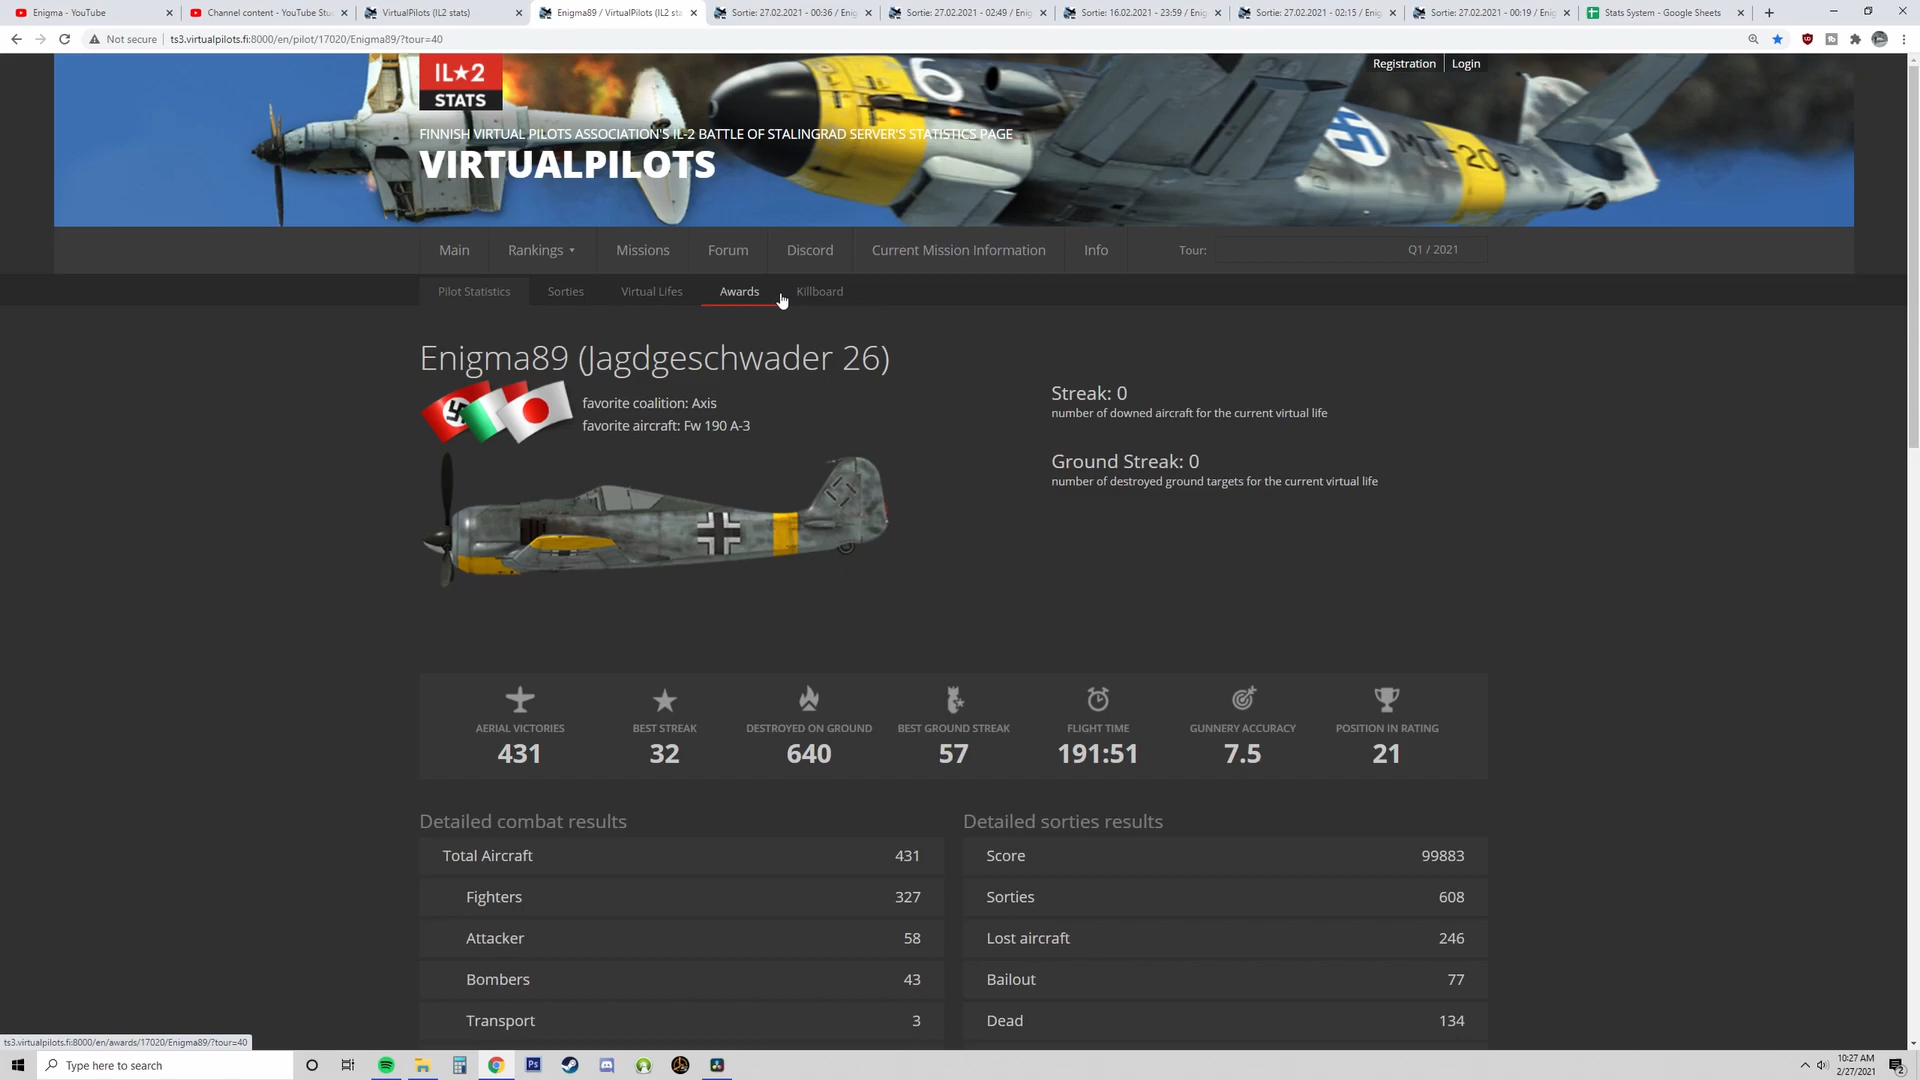 Enigma - YouTube
Channel content - YouTube Stu
VirtualPilots (IL2 stats)
Enigma89 / VirtualPilots (IL2 sta
Sortie: 27.02.2021 - 00:36 / Enig
Sortie: 27.02.2021 - 02:49 / Enig
Sortie: 16.02.2021 - 23:59 / Enig
Sortie: 27.02.2021 - 02:15 / Enig
Sortie: 27.02.2021 - 00:19 / Enig
Stats System - Google Sheets
Not secure
ts3.virtualpilots.fi:8000/en/pilot/17020/Enigma89/?tour=40
Registration
Login
IL★2
STATS
FINNISH VIRTUAL PILOTS ASSOCIATION'S IL-2 BATTLE OF STALINGRAD SERVER'S STATISTICS PAGE
VIRTUALPILOTS
6
MT-206
Main
Rankings
Missions
Forum
Discord
Current Mission Information
Info
Tour:
Q1 / 2021
Pilot Statistics
Sorties
Virtual Lifes
Awards
Killboard
Enigma89 (Jagdgeschwader 26)
favorite coalition: Axis
favorite aircraft: Fw 190 A-3
Streak: 0
number of downed aircraft for the current virtual life
Ground Streak: 0
number of destroyed ground targets for the current virtual life
AERIAL VICTORIES
431
BEST STREAK
32
DESTROYED ON GROUND
640
BEST GROUND STREAK
57
FLIGHT TIME
191:51
GUNNERY ACCURACY
7.5
POSITION IN RATING
21
Detailed combat results
Total Aircraft 431
Fighters 327
Attacker 58
Bombers 43
Transport 3
Detailed sorties results
Score 99883
Sorties 608
Lost aircraft 246
Bailout 77
Dead 134
ts3.virtualpilots.fi:8000/en/awards/17020/Enigma89/?tour=40
Type here to search
10:27 AM
2/27/2021
2